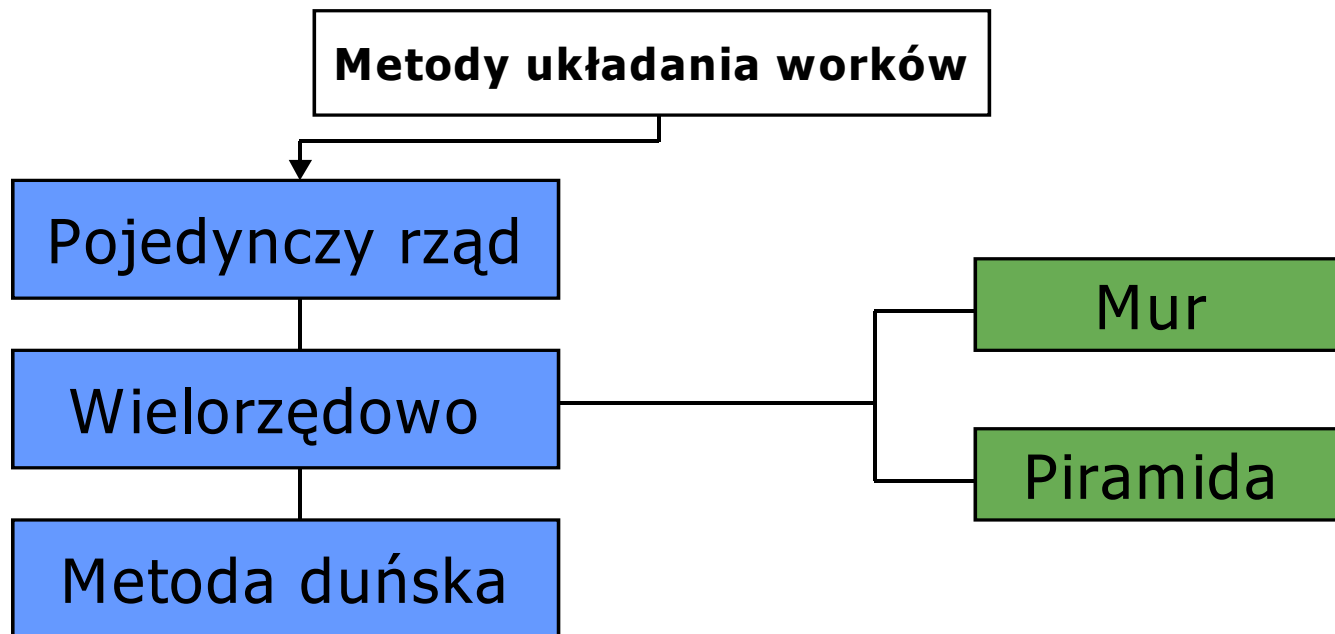 Metody układania worków
Pojedynczy rząd
Wielorzędowo
Metoda duńska
Mur
Piramida